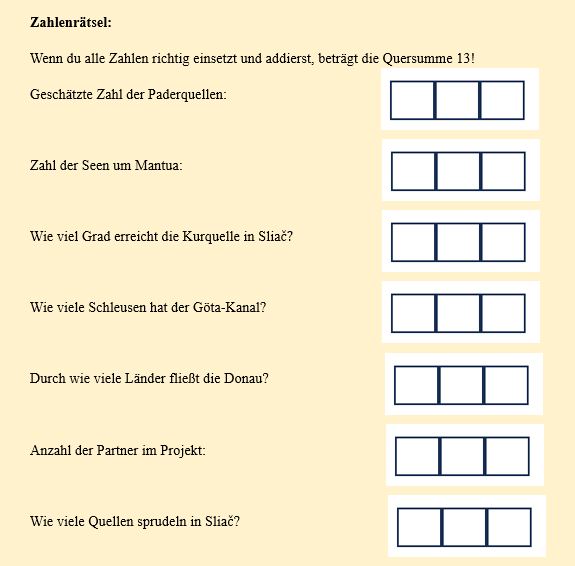 Zahlenrätsel:
Wenn du alle Zahlen richtig einsetzt und addierst, beträgt die Quersumme 13!
Geschätzte Zahl der Paderquellen:
Zahl der Seen um Mantua:
Wie viel Grad erreicht die Kurquelle in Sliač?
Wie viele Schleusen hat der Göta-Kanal?
Durch wie viele Länder fließt die Donau?
Anzahl der Partner im Projekt:
Wie viele Quellen sprudeln in Sliač?